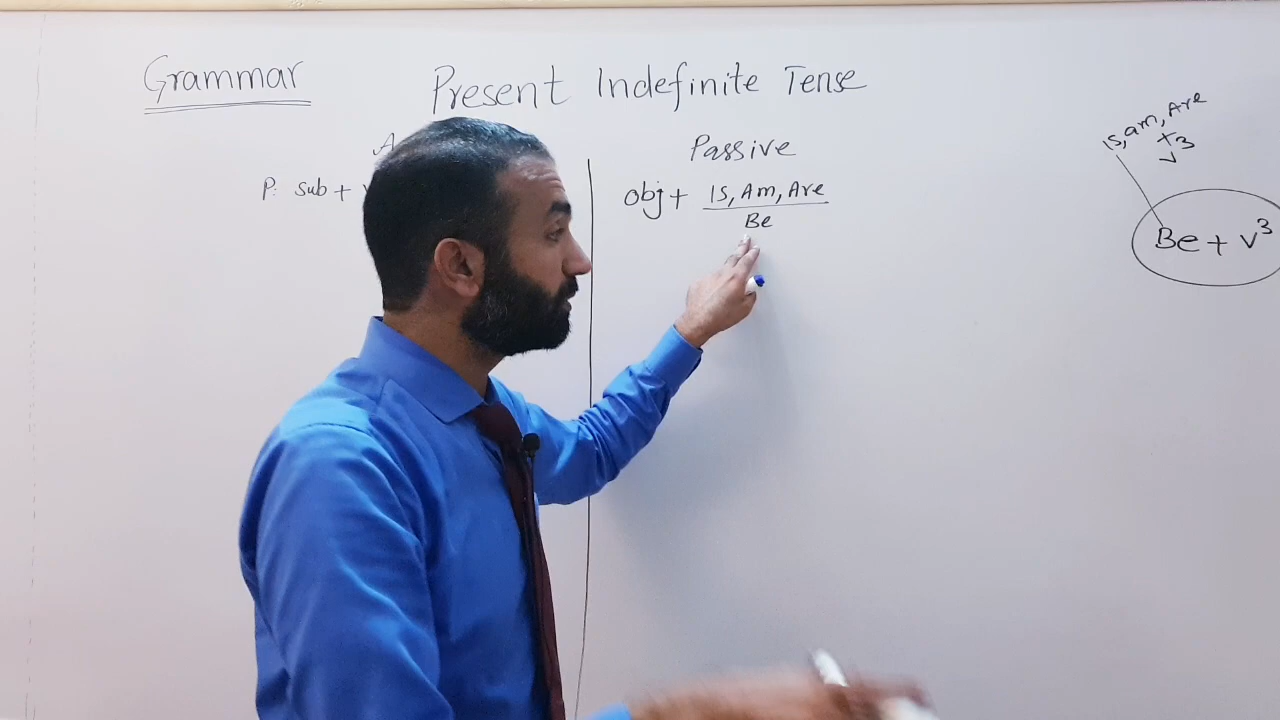 Grammar
Present Indefinite Tense
A
P: sub + v
Passive
Obj + Is, Am, Are
Be
Is, am, Are
+
v3
Be + v³